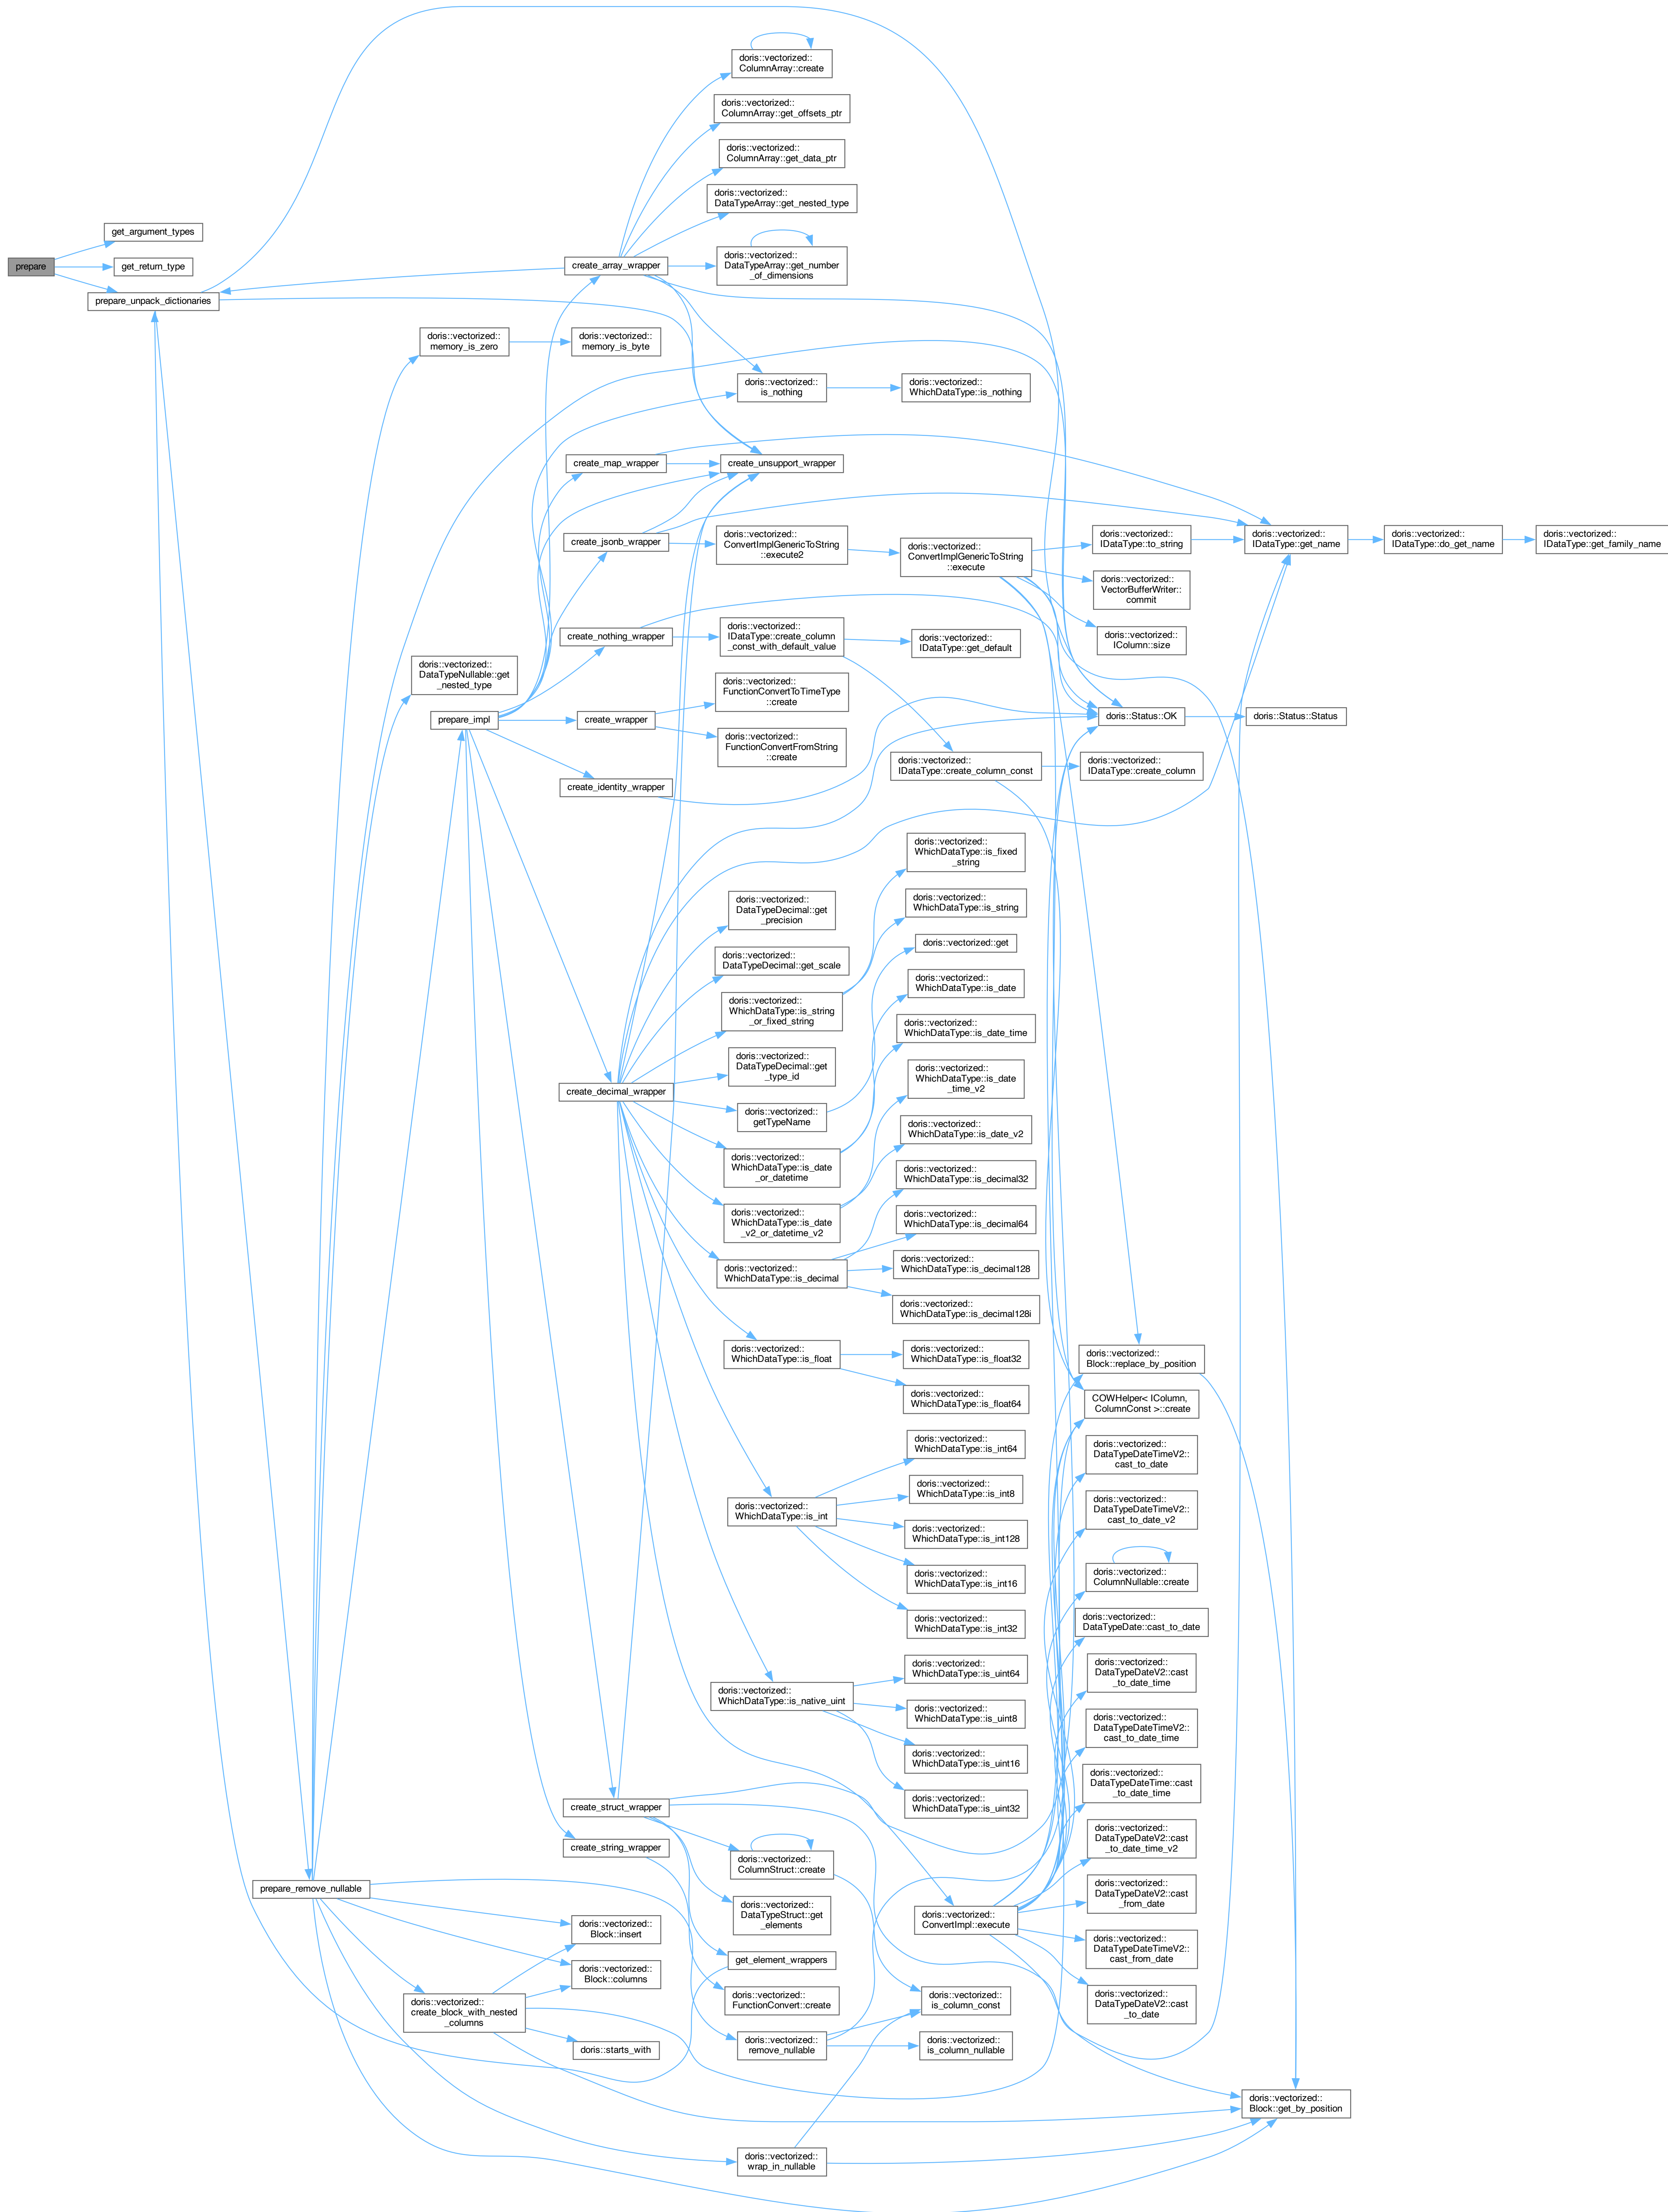 doris::vectorized::
ColumnArray::create
doris::vectorized::
ColumnArray::get_offsets_ptr
doris::vectorized::
ColumnArray::get_data_ptr
doris::vectorized::
DataTypeArray::get_nested_type
get_argument_types
prepare
get_return_type
prepare_unpack_dictionaries
create_array_wrapper
doris::vectorized::
DataTypeArray::get_number
_of_dimensions
doris::vectorized::
memory_is_zero
doris::vectorized::
memory_is_byte
doris::vectorized::
is_nothing
doris::vectorized::
WhichDataType::is_nothing
create_map_wrapper
create_unsupport_wrapper
create_jsonb_wrapper
doris::vectorized::
ConvertImplGenericToString
::execute2
doris::vectorized::
ConvertImplGenericToString
::execute
doris::vectorized::
IDataType::to_string
doris::vectorized::
IDataType::get_name
doris::vectorized::
IDataType::do_get_name
doris::vectorized::
IDataType::get_family_name
doris::vectorized::
VectorBufferWriter::
commit
doris::vectorized::
IColumn::size
create_nothing_wrapper
doris::vectorized::
IDataType::create_column
_const_with_default_value
doris::vectorized::
IDataType::get_default
doris::vectorized::
DataTypeNullable::get
_nested_type
prepare_impl
create_wrapper
doris::vectorized::
FunctionConvertToTimeType
::create
doris::vectorized::
FunctionConvertFromString
::create
doris::Status::OK
doris::Status::Status
create_identity_wrapper
doris::vectorized::
IDataType::create_column_const
doris::vectorized::
IDataType::create_column
doris::vectorized::
WhichDataType::is_fixed
_string
doris::vectorized::
DataTypeDecimal::get
_precision
doris::vectorized::
WhichDataType::is_string
doris::vectorized::get
doris::vectorized::
DataTypeDecimal::get_scale
doris::vectorized::
WhichDataType::is_date
doris::vectorized::
WhichDataType::is_string
_or_fixed_string
doris::vectorized::
WhichDataType::is_date_time
create_decimal_wrapper
doris::vectorized::
DataTypeDecimal::get
_type_id
doris::vectorized::
WhichDataType::is_date
_time_v2
doris::vectorized::
getTypeName
doris::vectorized::
WhichDataType::is_date_v2
doris::vectorized::
WhichDataType::is_date
_or_datetime
doris::vectorized::
WhichDataType::is_decimal32
doris::vectorized::
WhichDataType::is_date
_v2_or_datetime_v2
doris::vectorized::
WhichDataType::is_decimal64
doris::vectorized::
WhichDataType::is_decimal
doris::vectorized::
WhichDataType::is_decimal128
doris::vectorized::
WhichDataType::is_decimal128i
doris::vectorized::
WhichDataType::is_float
doris::vectorized::
WhichDataType::is_float32
doris::vectorized::
Block::replace_by_position
doris::vectorized::
WhichDataType::is_float64
COWHelper< IColumn,
ColumnConst >::create
doris::vectorized::
WhichDataType::is_int64
doris::vectorized::
DataTypeDateTimeV2::
cast_to_date
doris::vectorized::
WhichDataType::is_int8
doris::vectorized::
WhichDataType::is_int
doris::vectorized::
DataTypeDateTimeV2::
cast_to_date_v2
doris::vectorized::
WhichDataType::is_int128
doris::vectorized::
WhichDataType::is_int16
doris::vectorized::
ColumnNullable::create
doris::vectorized::
WhichDataType::is_int32
doris::vectorized::
DataTypeDate::cast_to_date
doris::vectorized::
WhichDataType::is_uint64
doris::vectorized::
DataTypeDateV2::cast
_to_date_time
doris::vectorized::
WhichDataType::is_native_uint
doris::vectorized::
WhichDataType::is_uint8
doris::vectorized::
DataTypeDateTimeV2::
cast_to_date_time
doris::vectorized::
WhichDataType::is_uint16
doris::vectorized::
DataTypeDateTime::cast
_to_date_time
doris::vectorized::
WhichDataType::is_uint32
create_struct_wrapper
create_string_wrapper
doris::vectorized::
DataTypeDateV2::cast
_to_date_time_v2
doris::vectorized::
ColumnStruct::create
prepare_remove_nullable
doris::vectorized::
DataTypeDateV2::cast
_from_date
doris::vectorized::
DataTypeStruct::get
_elements
doris::vectorized::
ConvertImpl::execute
doris::vectorized::
Block::insert
doris::vectorized::
DataTypeDateTimeV2::
cast_from_date
get_element_wrappers
doris::vectorized::
Block::columns
doris::vectorized::
DataTypeDateV2::cast
_to_date
doris::vectorized::
FunctionConvert::create
doris::vectorized::
is_column_const
doris::vectorized::
create_block_with_nested
_columns
doris::starts_with
doris::vectorized::
remove_nullable
doris::vectorized::
is_column_nullable
doris::vectorized::
Block::get_by_position
doris::vectorized::
wrap_in_nullable